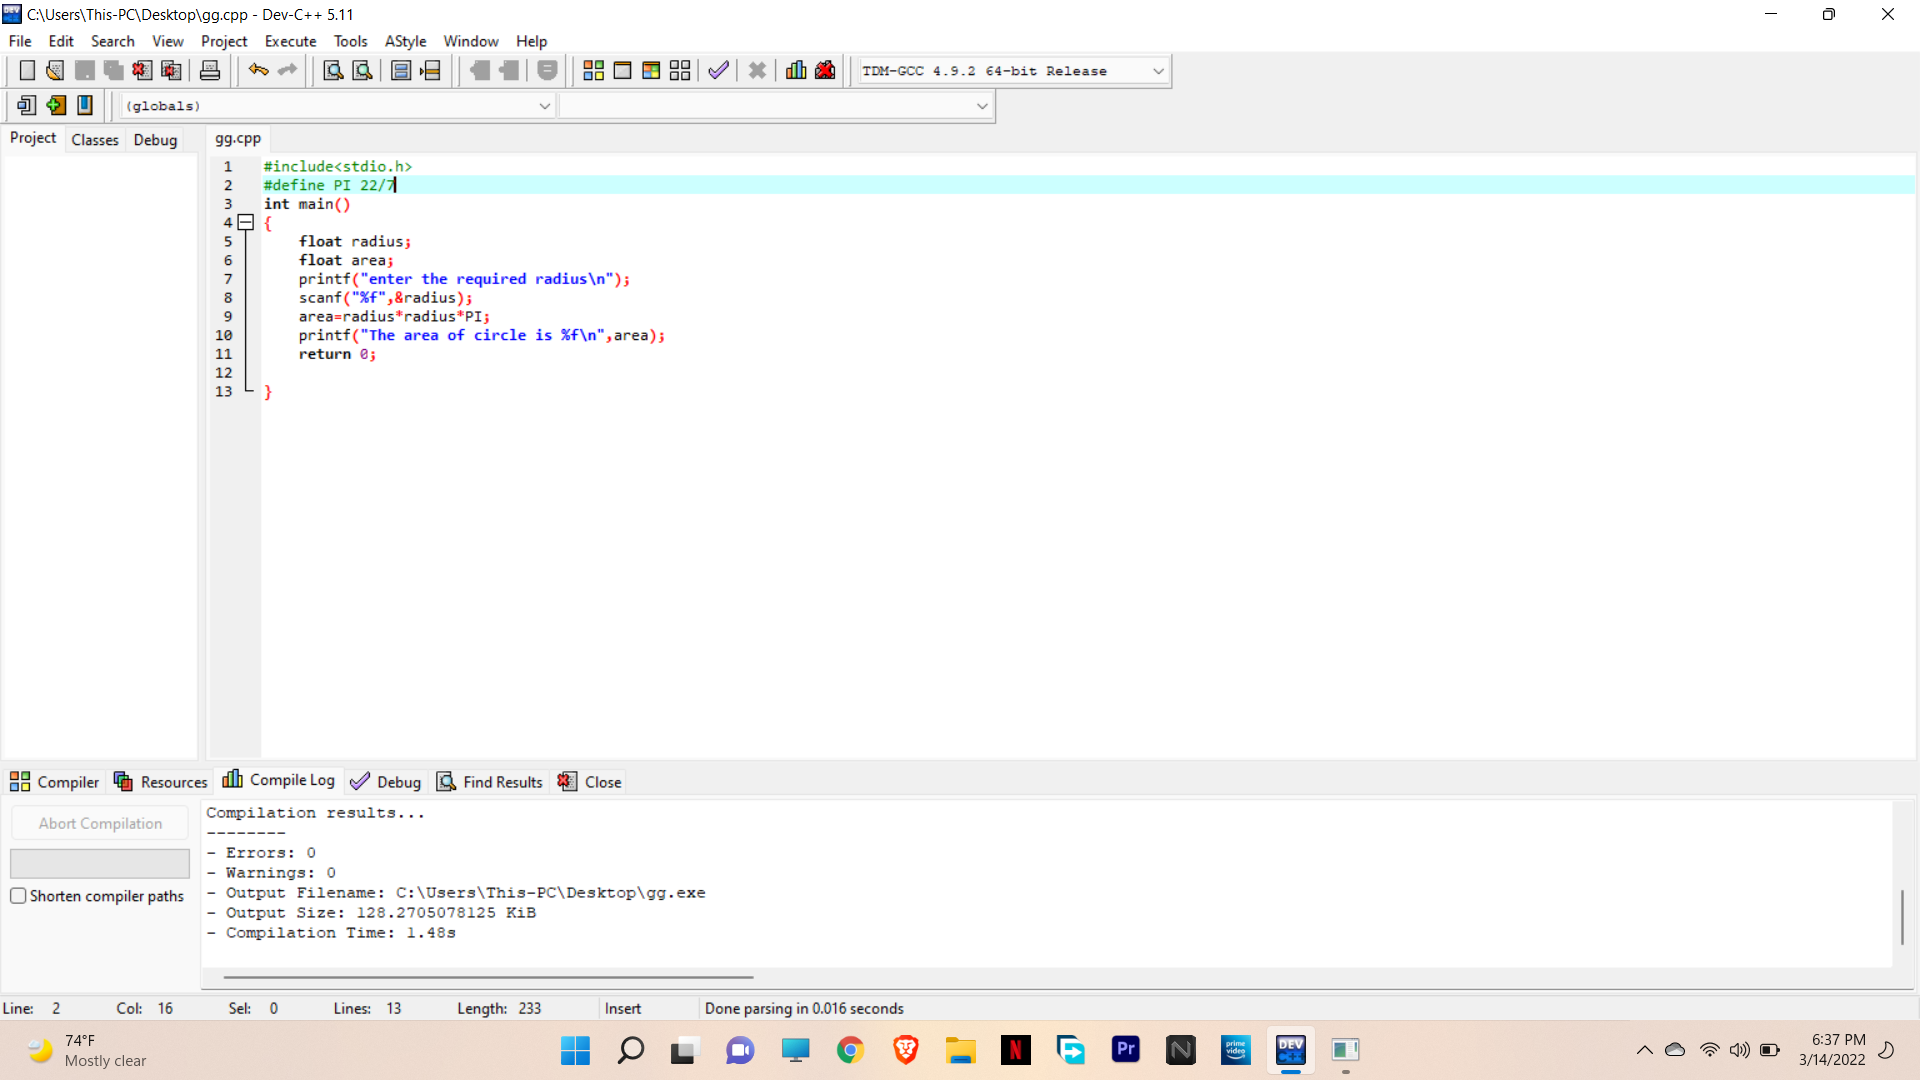 C:\Users\This-PC\Desktop\gg.cpp - Dev-C++ 5.11
File Edit Search View Project Execute Tools AStyle Window Help
TDM-GCC 4.9.2 64-bit Release
(globals)
Project Classes Debug gg.cpp
1 #include<stdio.h>
2 #define PI 22/7
3 int main()
4 {
5 float radius;
6 float area;
7 printf("enter the required radius\n");
8 scanf("%f",&radius);
9 area=radius*radius*PI;
10 printf("The area of circle is %f\n",area);
11 return 0;
12
13 }
Compiler Resources Compile Log Debug Find Results Close
Abort Compilation
Shorten compiler paths
Compilation results...
--------
- Errors: 0
- Warnings: 0
- Output Filename: C:\Users\This-PC\Desktop\gg.exe
- Output Size: 128.2705078125 KiB
- Compilation Time: 1.48s
Line: 2 Col: 16 Sel: 0 Lines: 13 Length: 233 Insert Done parsing in 0.016 seconds
74°F
Mostly clear
N
Pr
N
prime video
DEV C++
6:37 PM
3/14/2022